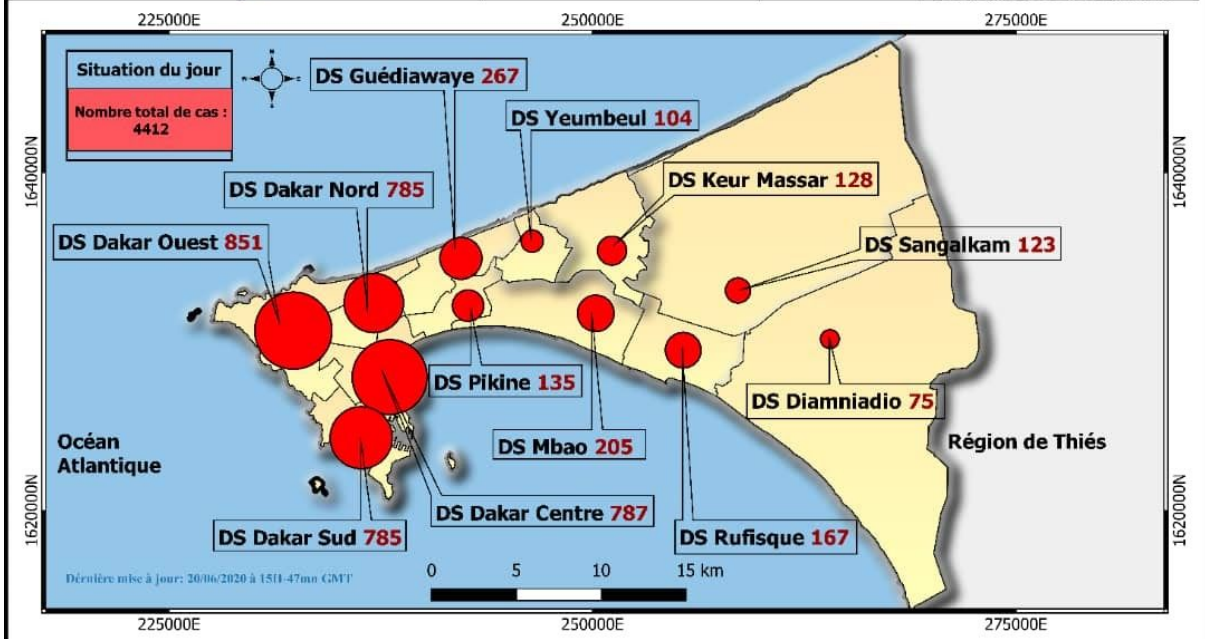 225000E 250000E 275000E
Situation du jour
Nombre total de cas :
4412
N
DS Guédiawaye 267
DS Yeumbeul 104
1640000N
1640000N
DS Keur Massar 128
DS Dakar Nord 785
DS Dakar Ouest 851
DS Sangalkam 123
DS Pikine 135
DS Diamniadio 75
Océan
Atlantique
DS Mbao 205
Région de Thiés
1620000N
1620000N
DS Dakar Centre 787
DS Dakar Sud 785
DS Rufisque 167
Dérnière mise à jour: 20/06/2020 à 15H-47mn GMT
0 5 10 15 km
225000E 250000E 275000E